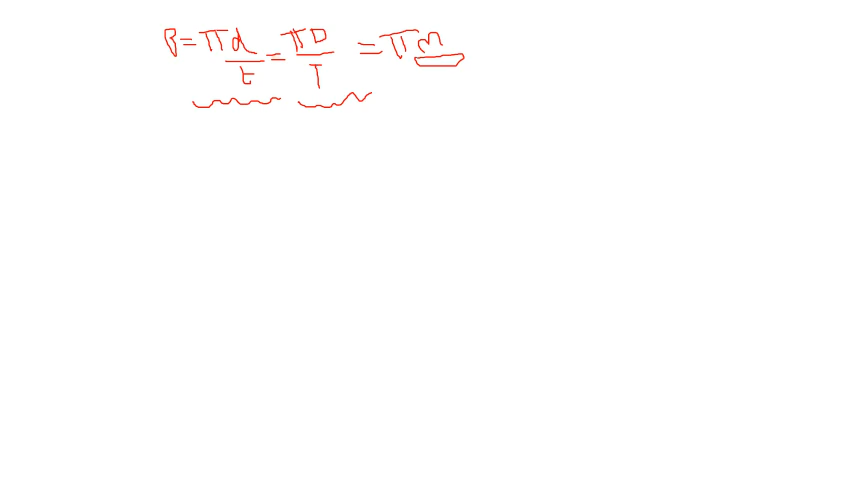 P = πd/t = πD/T = πm